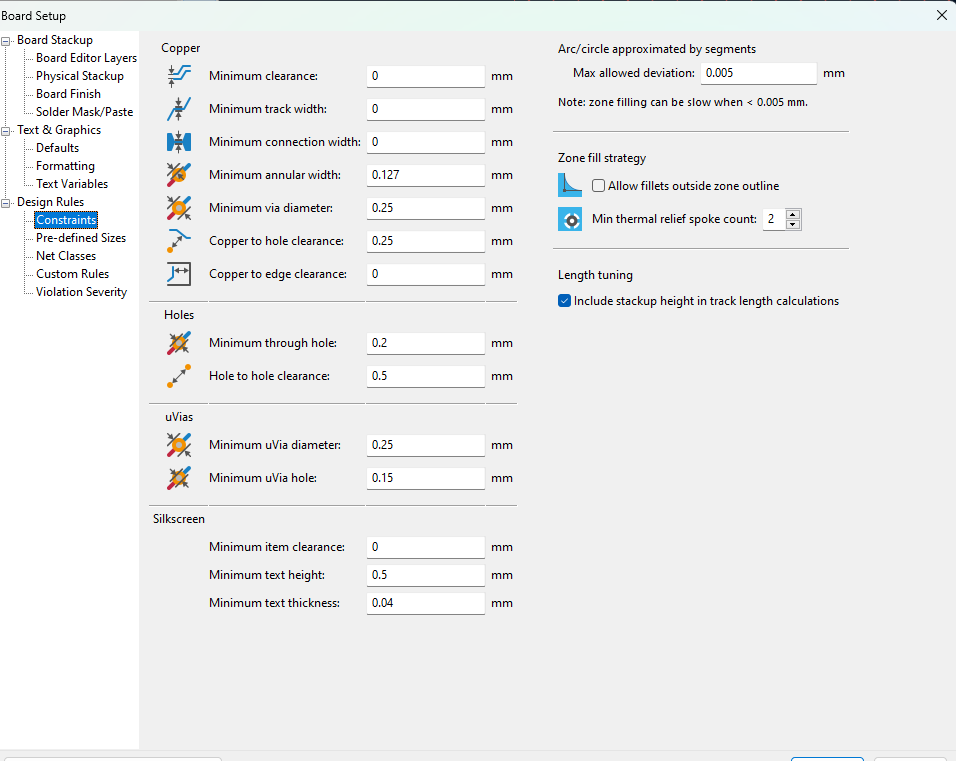 Board Setup
Board Stackup
Board Editor Layers
Physical Stackup
Board Finish
Solder Mask/Paste
Text & Graphics
Defaults
Formatting
Text Variables
Design Rules
Constraints
Pre-defined Sizes
Net Classes
Custom Rules
Violation Severity
Copper
Minimum clearance: 0 mm
Minimum track width: 0 mm
Minimum connection width: 0 mm
Minimum annular width: 0.127 mm
Minimum via diameter: 0.25 mm
Copper to hole clearance: 0.25 mm
Copper to edge clearance: 0 mm
Holes
Minimum through hole: 0.2 mm
Hole to hole clearance: 0.5 mm
uVias
Minimum uVia diameter: 0.25 mm
Minimum uVia hole: 0.15 mm
Silkscreen
Minimum item clearance: 0 mm
Minimum text height: 0.5 mm
Minimum text thickness: 0.04 mm
Arc/circle approximated by segments
Max allowed deviation: 0.005 mm
Note: zone filling can be slow when < 0.005 mm.
Zone fill strategy
Allow fillets outside zone outline
Min thermal relief spoke count: 2
Length tuning
Include stackup height in track length calculations